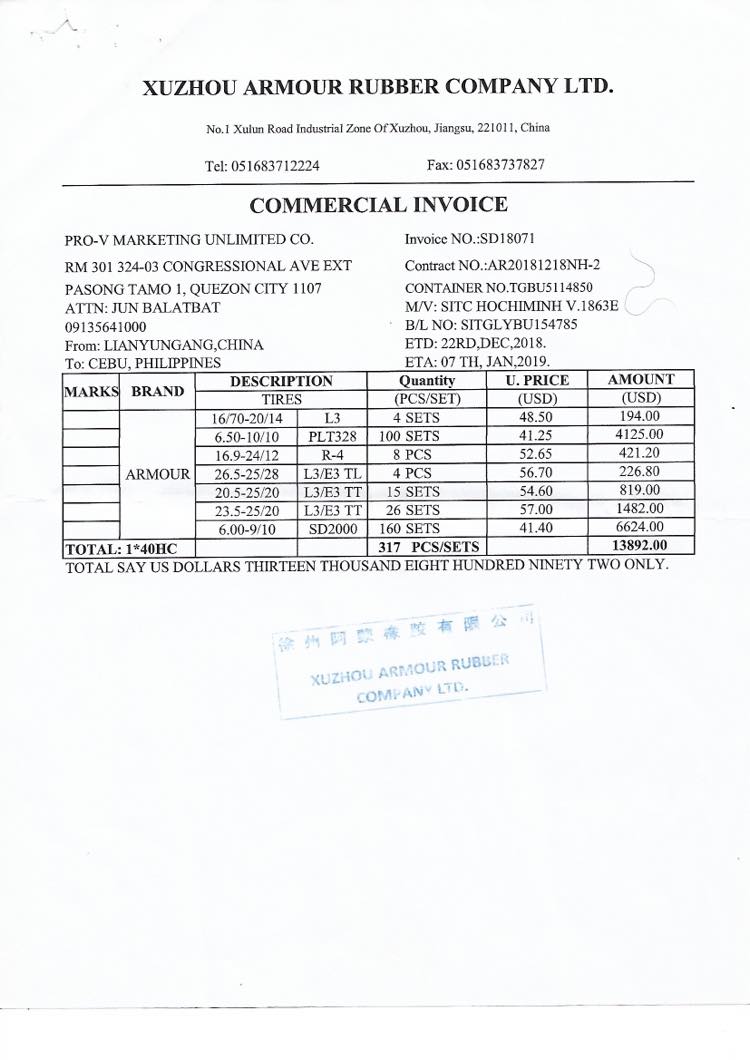 XUZHOU ARMOUR RUBBER COMPANY LTD.
No.1 Xulun Road Industrial Zone Of Xuzhou, Jiangsu, 221011, China
Tel: 051683712224 Fax: 051683737827
COMMERCIAL INVOICE
PRO-V MARKETING UNLIMITED CO. Invoice NO.:SD18071
RM 301 324-03 CONGRESSIONAL AVE EXT Contract NO.:AR20181218NH-2
PASONG TAMO 1, QUEZON CITY 1107 CONTAINER NO.TGBU5114850
ATTN: JUN BALATBAT M/V: SITC HOCHIMINH V.1863E
09135641000 B/L NO: SITGLYBU154785
From: LIANYUNGANG,CHINA ETD: 22RD,DEC,2018.
To: CEBU, PHILIPPINES ETA: 07 TH, JAN,2019.
MARKS BRAND DESCRIPTION Quantity U. PRICE AMOUNT
TIRES (PCS/SET) (USD) (USD)
16/70-20/14 L3 4 SETS 48.50 194.00
6.50-10/10 PLT328 100 SETS 41.25 4125.00
16.9-24/12 R-4 8 PCS 52.65 421.20
ARMOUR 26.5-25/28 L3/E3 TL 4 PCS 56.70 226.80
20.5-25/20 L3/E3 TT 15 SETS 54.60 819.00
23.5-25/20 L3/E3 TT 26 SETS 57.00 1482.00
6.00-9/10 SD2000 160 SETS 41.40 6624.00
TOTAL: 1*40HC 317 PCS/SETS 13892.00
TOTAL SAY US DOLLARS THIRTEEN THOUSAND EIGHT HUNDRED NINETY TWO ONLY.
徐州阿蒙橡胶有限公司
XUZHOU ARMOUR RUBBER
COMPANY LTD.